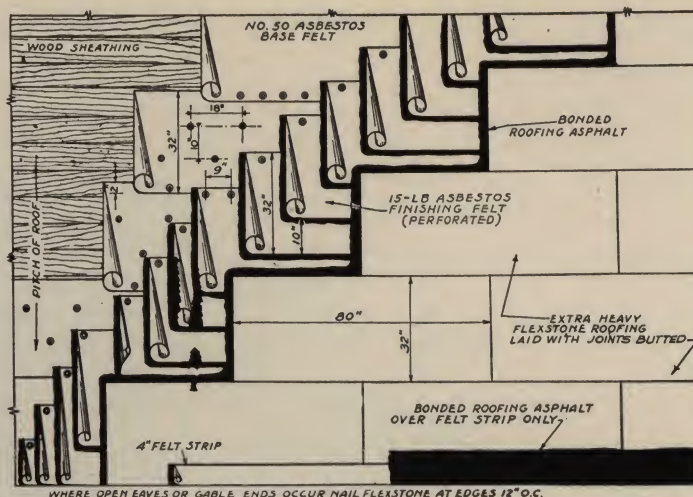 NO. 50 ASBESTOS
BASE FELT
WOOD SHEATHING
18"
10"
32"
9"
2"
PITCH OF ROOF
32"
10"
BONDED
ROOFING ASPHALT
15-LB ASBESTOS
FINISHING FELT
(PERFORATED)
80"
32"
EXTRA HEAVY
FLEXSTONE ROOFING
LAID WITH JOINTS BUTTED
BONDED ROOFING ASPHALT
OVER FELT STRIP ONLY
4" FELT STRIP
WHERE OPEN EAVES OR GABLE ENDS OCCUR NAIL FLEXSTONE AT EDGES 12" O.C.